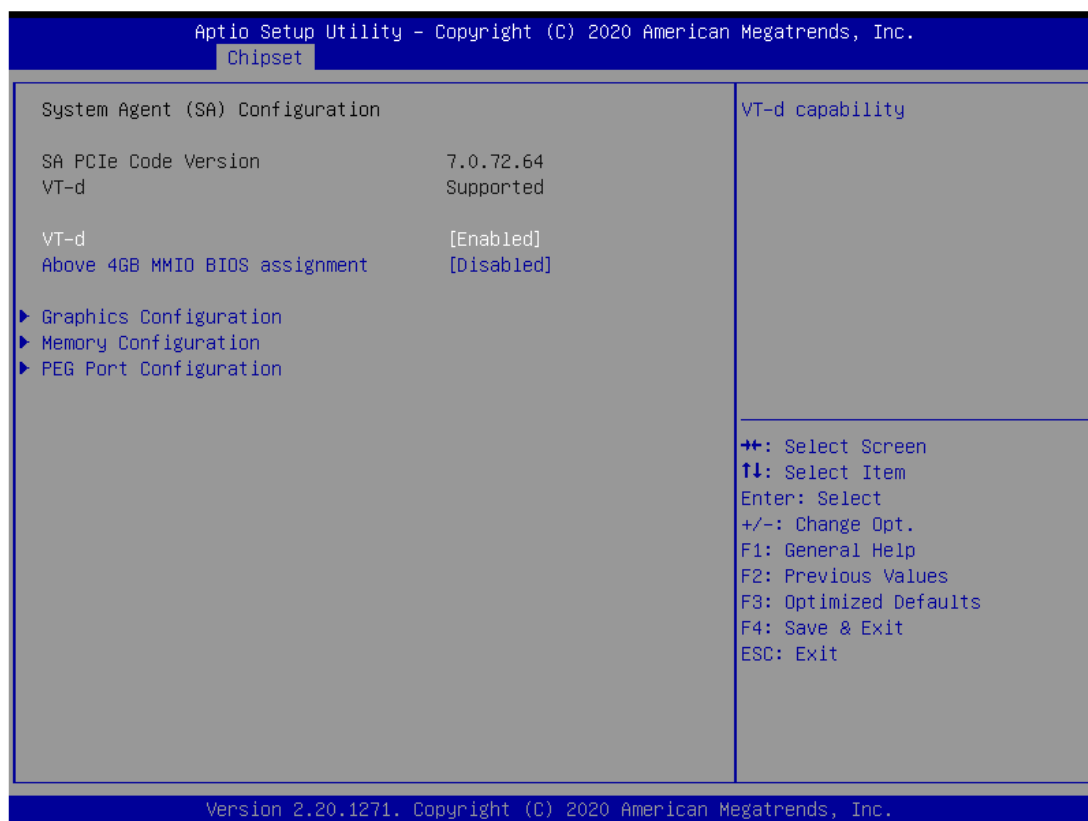 Aptio Setup Utility – Copyright (C) 2020 American Megatrends, Inc.
Chipset
System Agent (SA) Configuration
SA PCIe Code Version 7.0.72.64
VT-d Supported
VT-d [Enabled]
Above 4GB MMIO BIOS assignment [Disabled]
Graphics Configuration
Memory Configuration
PEG Port Configuration
VT-d capability
→←: Select Screen
↑↓: Select Item
Enter: Select
+/-: Change Opt.
F1: General Help
F2: Previous Values
F3: Optimized Defaults
F4: Save & Exit
ESC: Exit
Version 2.20.1271. Copyright (C) 2020 American Megatrends, Inc.